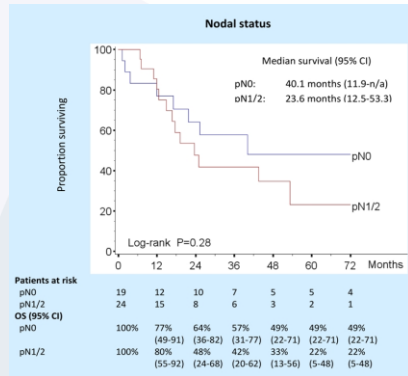 Nodal status
Median survival (95% CI)
pN0: 40.1 months (11.9-n/a)
pN1/2: 23.6 months (12.5-53.3)
Proportion surviving
100
80
60
40
20
0
pN0
pN1/2
Log-rank P=0.28
0 12 24 36 48 60 72 Months
Patients at risk
pN0 19 12 10 7 5 5 4
pN1/2 24 15 8 6 3 2 1
OS (95% CI)
pN0 100% 77% 64% 57% 49% 49% 49%
(49-91) (36-82) (31-77) (22-71) (22-71) (22-71)
pN1/2 100% 80% 48% 42% 33% 22% 22%
(55-92) (24-68) (20-62) (13-56) (5-48) (5-48)